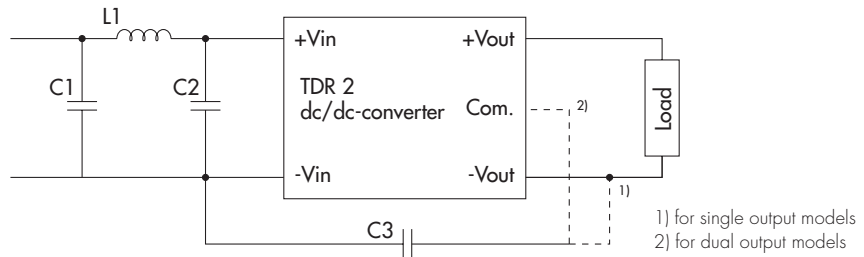 L1
+Vin
+Vout
C1
C2
TDR 2
dc/dc-converter
Com.
2)
Load
-Vin
-Vout
1)
C3
1) for single output models
2) for dual output models